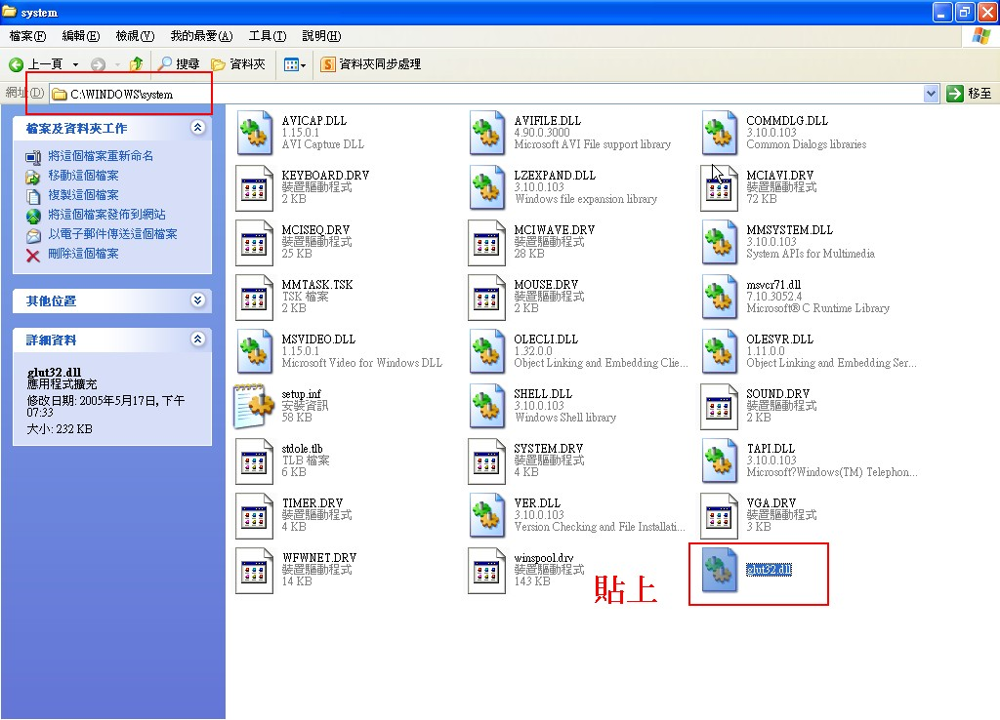 system
檔案(F) 編輯(E) 檢視(V) 我的最愛(A) 工具(T) 說明(H)
上一頁 搜尋 資料夾 資料夾同步處理
網址(D) C:\WINDOWS\system 移至
檔案及資料夾工作
將這個檔案重新命名
移動這個檔案
複製這個檔案
將這個檔案發佈到網站
以電子郵件傳送這個檔案
刪除這個檔案
其他位置
詳細資料
glut32.dll
應用程式擴充
修改日期: 2005年5月17日, 下午
07:33
大小: 232 KB
AVICAP.DLL
1.15.0.1
AVI Capture DLL
AVIFILE.DLL
4.90.0.3000
Microsoft AVI File support library
COMMDLG.DLL
3.10.0.103
Common Dialogs libraries
KEYBOARD.DRV
裝置驅動程式
2 KB
LZEXPAND.DLL
3.10.0.103
Windows file expansion library
MCIAVI.DRV
裝置驅動程式
72 KB
MCISEQ.DRV
裝置驅動程式
25 KB
MCIWAVE.DRV
裝置驅動程式
28 KB
MMSYSTEM.DLL
3.10.0.103
System APIs for Multimedia
MMTASK.TSK
TSK 檔案
2 KB
MOUSE.DRV
裝置驅動程式
2 KB
msvcr71.dll
7.10.3052.4
Microsoft® C Runtime Library
MSVIDEO.DLL
1.15.0.1
Microsoft Video for Windows DLL
OLECLI.DLL
1.32.0.0
Object Linking and Embedding Clie...
OLESVR.DLL
1.11.0.0
Object Linking and Embedding Ser...
setup.inf
安裝資訊
58 KB
SHELL.DLL
3.10.0.103
Windows Shell library
SOUND.DRV
裝置驅動程式
2 KB
stdole.tlb
TLB 檔案
6 KB
SYSTEM.DRV
裝置驅動程式
4 KB
TAPI.DLL
3.10.0.103
Microsoft?Windows(TM) Telephon...
TIMER.DRV
裝置驅動程式
4 KB
VER.DLL
3.10.0.103
Version Checking and File Installati...
VGA.DRV
裝置驅動程式
3 KB
WFWNET.DRV
裝置驅動程式
14 KB
winspool.drv
裝置驅動程式
143 KB
貼上
glut32.dll